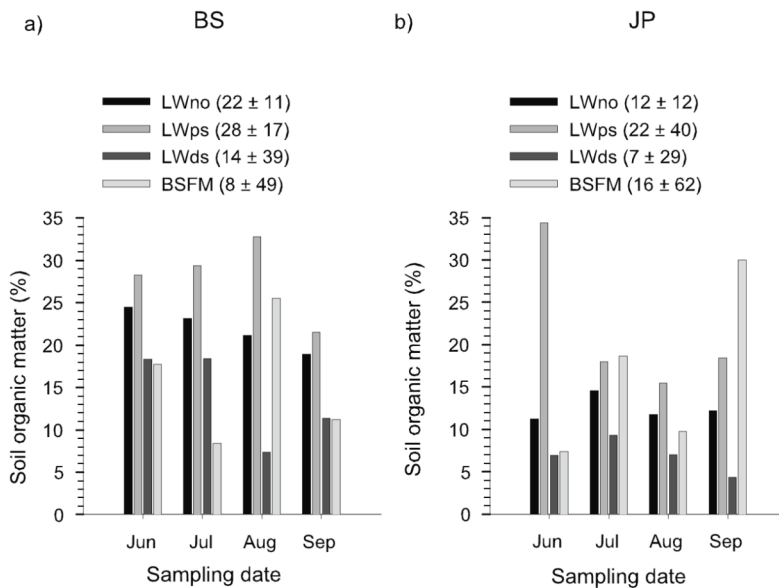 a) BS
LWno (22 ± 11)
LWps (28 ± 17)
LWds (14 ± 39)
BSFM (8 ± 49)
35
30
25
20
15
10
5
0
Soil organic matter (%)
Jun Jul Aug Sep
Sampling date
b) JP
LWno (12 ± 12)
LWps (22 ± 40)
LWds (7 ± 29)
BSFM (16 ± 62)
35
30
25
20
15
10
5
0
Soil organic matter (%)
Jun Jul Aug Sep
Sampling date